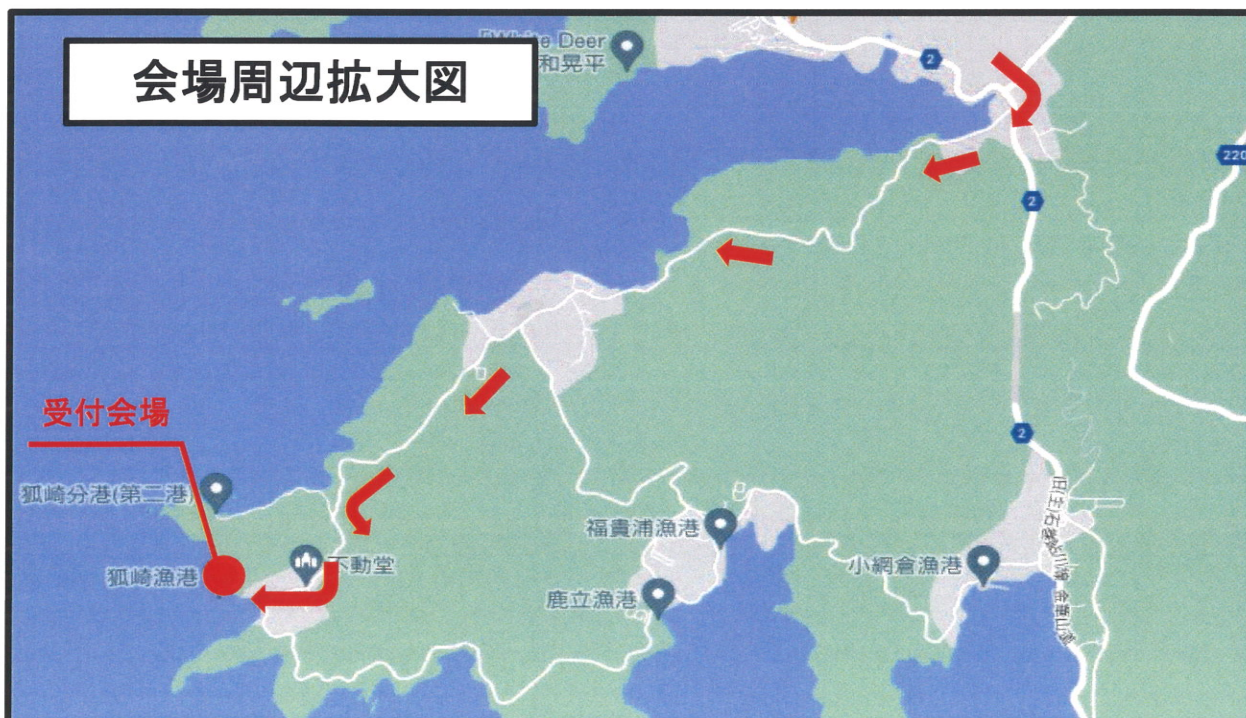 会場周辺拡大図
Deer
和晃平
2
220
2
2
受付会場
狐崎分港(第二港)
狐崎漁港
不動堂
福貴浦漁港
鹿立漁港
小網倉漁港